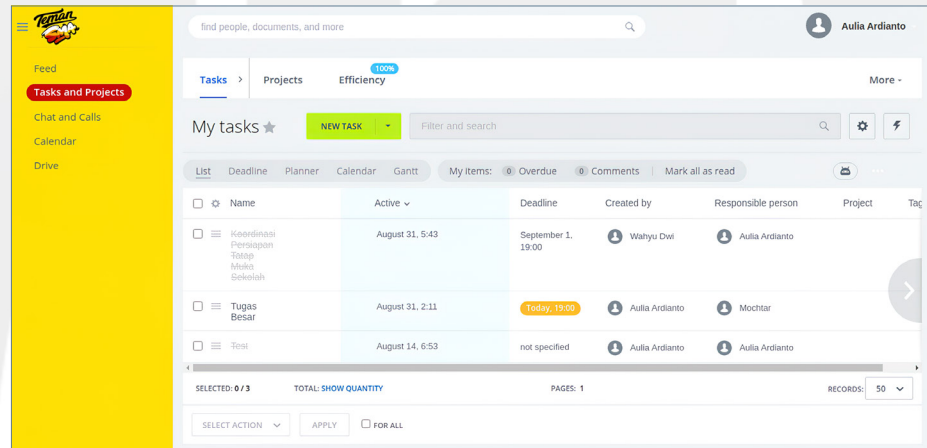 Teman
find people, documents, and more
Aulia Ardianto
Feed
Tasks and Projects
Chat and Calls
Calendar
Drive
Tasks
Projects
Efficiency
100%
More
My tasks
NEW TASK
Filter and search
List Deadline Planner Calendar Gantt
My items: 0 Overdue 0 Comments Mark all as read
Name Active Deadline Created by Responsible person Project Tag
Koordinasi
Persiapan
Tatap
Muka
Sekolah
August 31, 5:43
September 1,
19:00
Wahyu Dwi
Aulia Ardianto
Tugas
Besar
August 31, 2:11
Today, 19:00
Aulia Ardianto
Mochtar
Test
August 14, 6:53
not specified
Aulia Ardianto
Aulia Ardianto
SELECTED: 0 / 3
TOTAL: SHOW QUANTITY
PAGES: 1
RECORDS: 50
SELECT ACTION
APPLY
FOR ALL